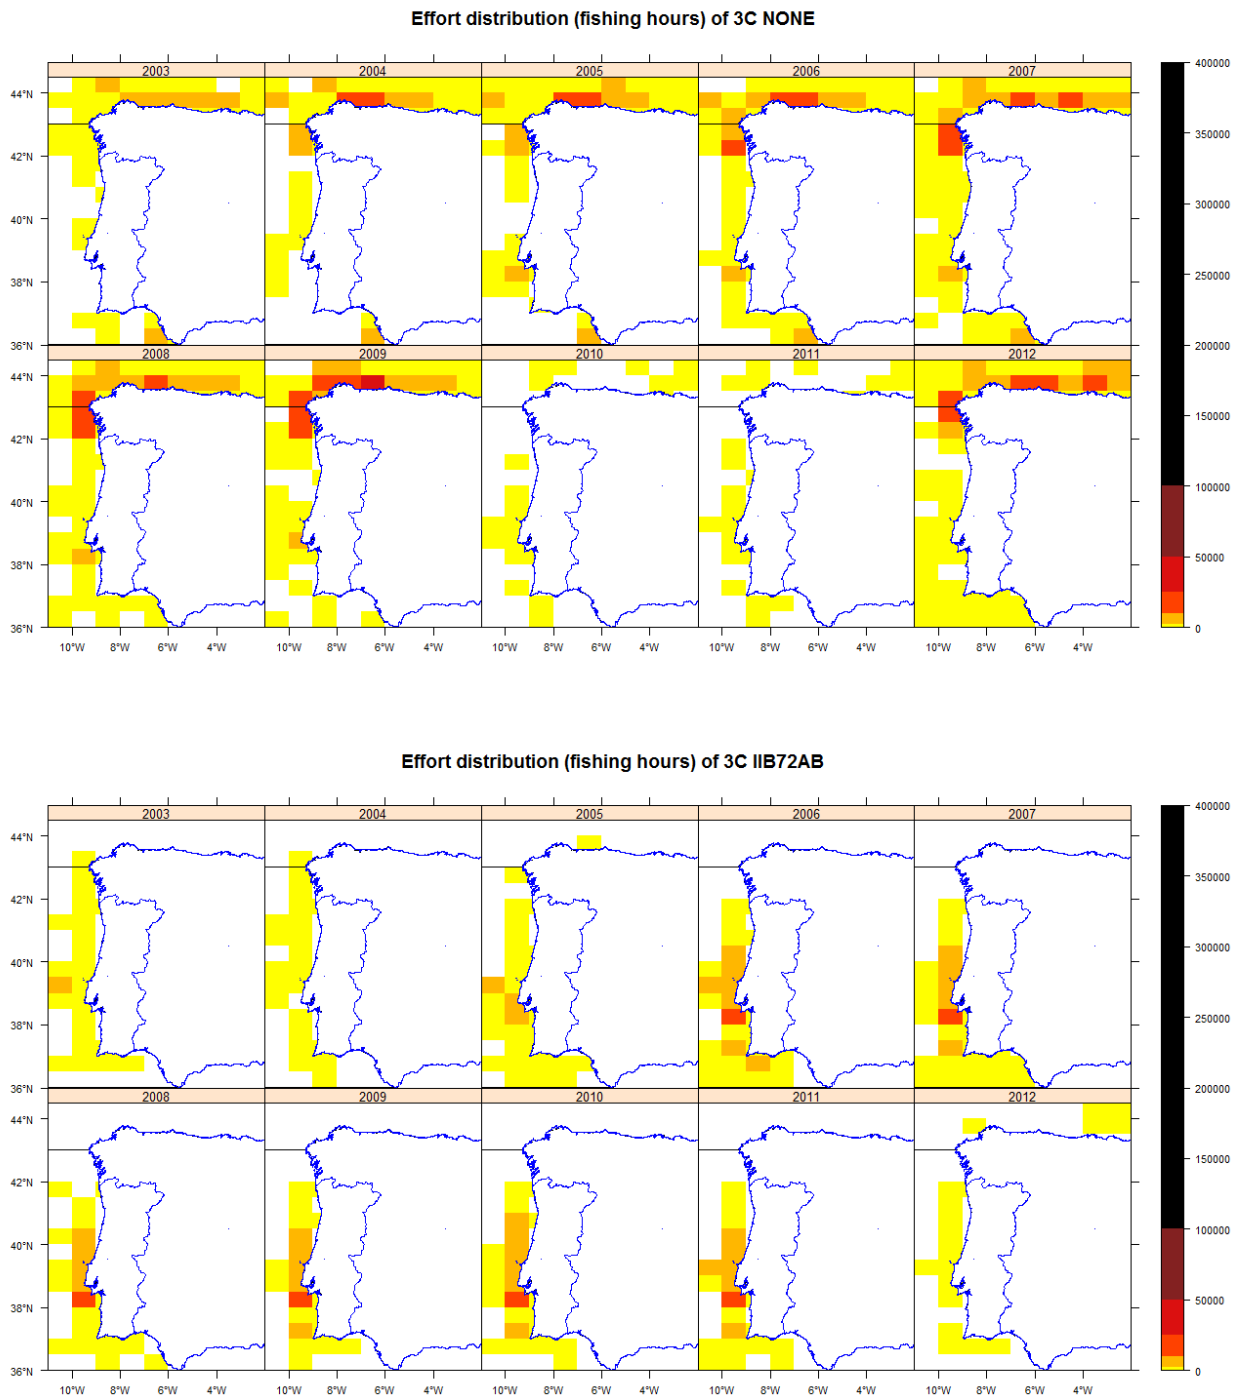 Effort distribution (fishing hours) of 3C NONE
2003 2004 2005 2006 2007
44°N
42°N
40°N
38°N
36°N
2008 2009 2010 2011 2012
44°N
42°N
40°N
38°N
36°N
10°W 8°W 6°W 4°W 10°W 8°W 6°W 4°W 10°W 8°W 6°W 4°W 10°W 8°W 6°W 4°W 10°W 8°W 6°W 4°W
400000
350000
300000
250000
200000
150000
100000
50000
0
Effort distribution (fishing hours) of 3C IIB72AB
2003 2004 2005 2006 2007
44°N
42°N
40°N
38°N
36°N
2008 2009 2010 2011 2012
44°N
42°N
40°N
38°N
36°N
10°W 8°W 6°W 4°W 10°W 8°W 6°W 4°W 10°W 8°W 6°W 4°W 10°W 8°W 6°W 4°W 10°W 8°W 6°W 4°W
400000
350000
300000
250000
200000
150000
100000
50000
0